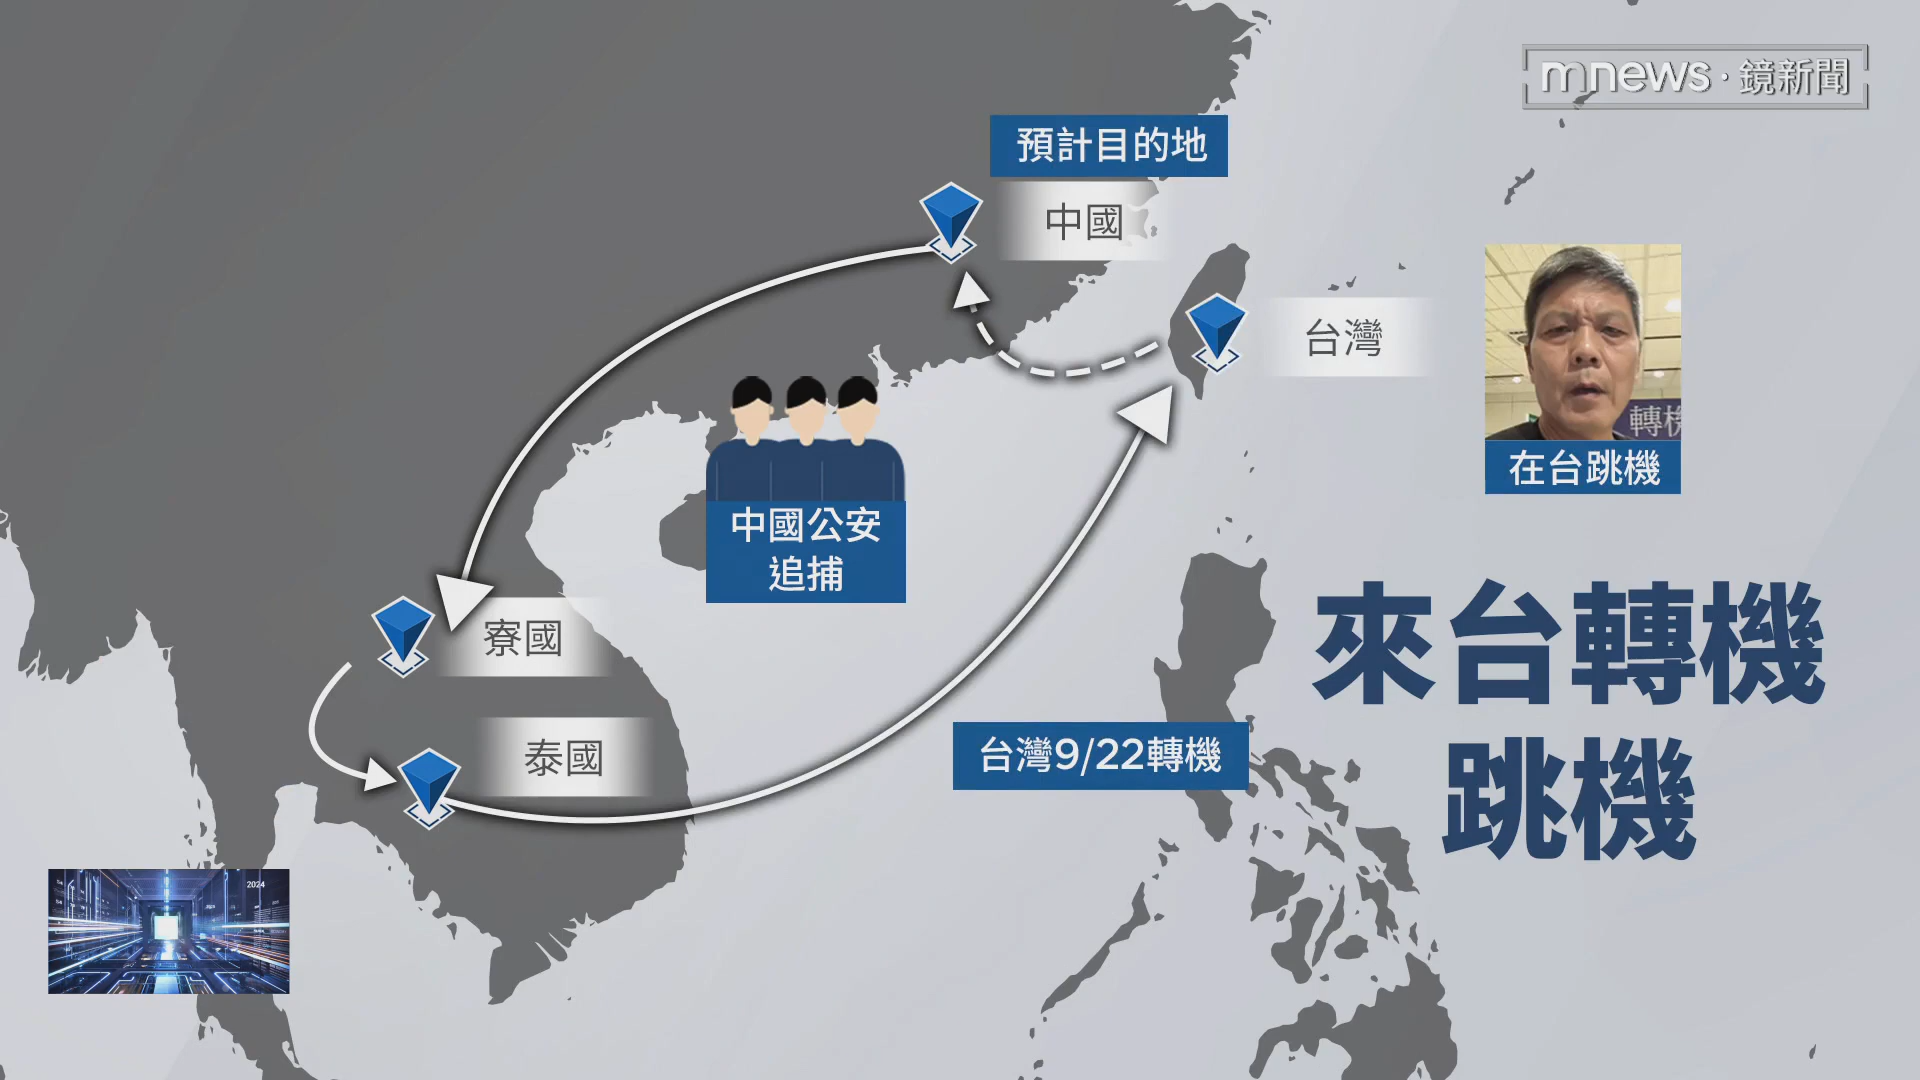 mnews·鏡新聞
預計目的地
中國
台灣
轉機
在台跳機
中國公安
追捕
寮國
泰國
台灣9/22轉機
來台轉機
跳機
2024